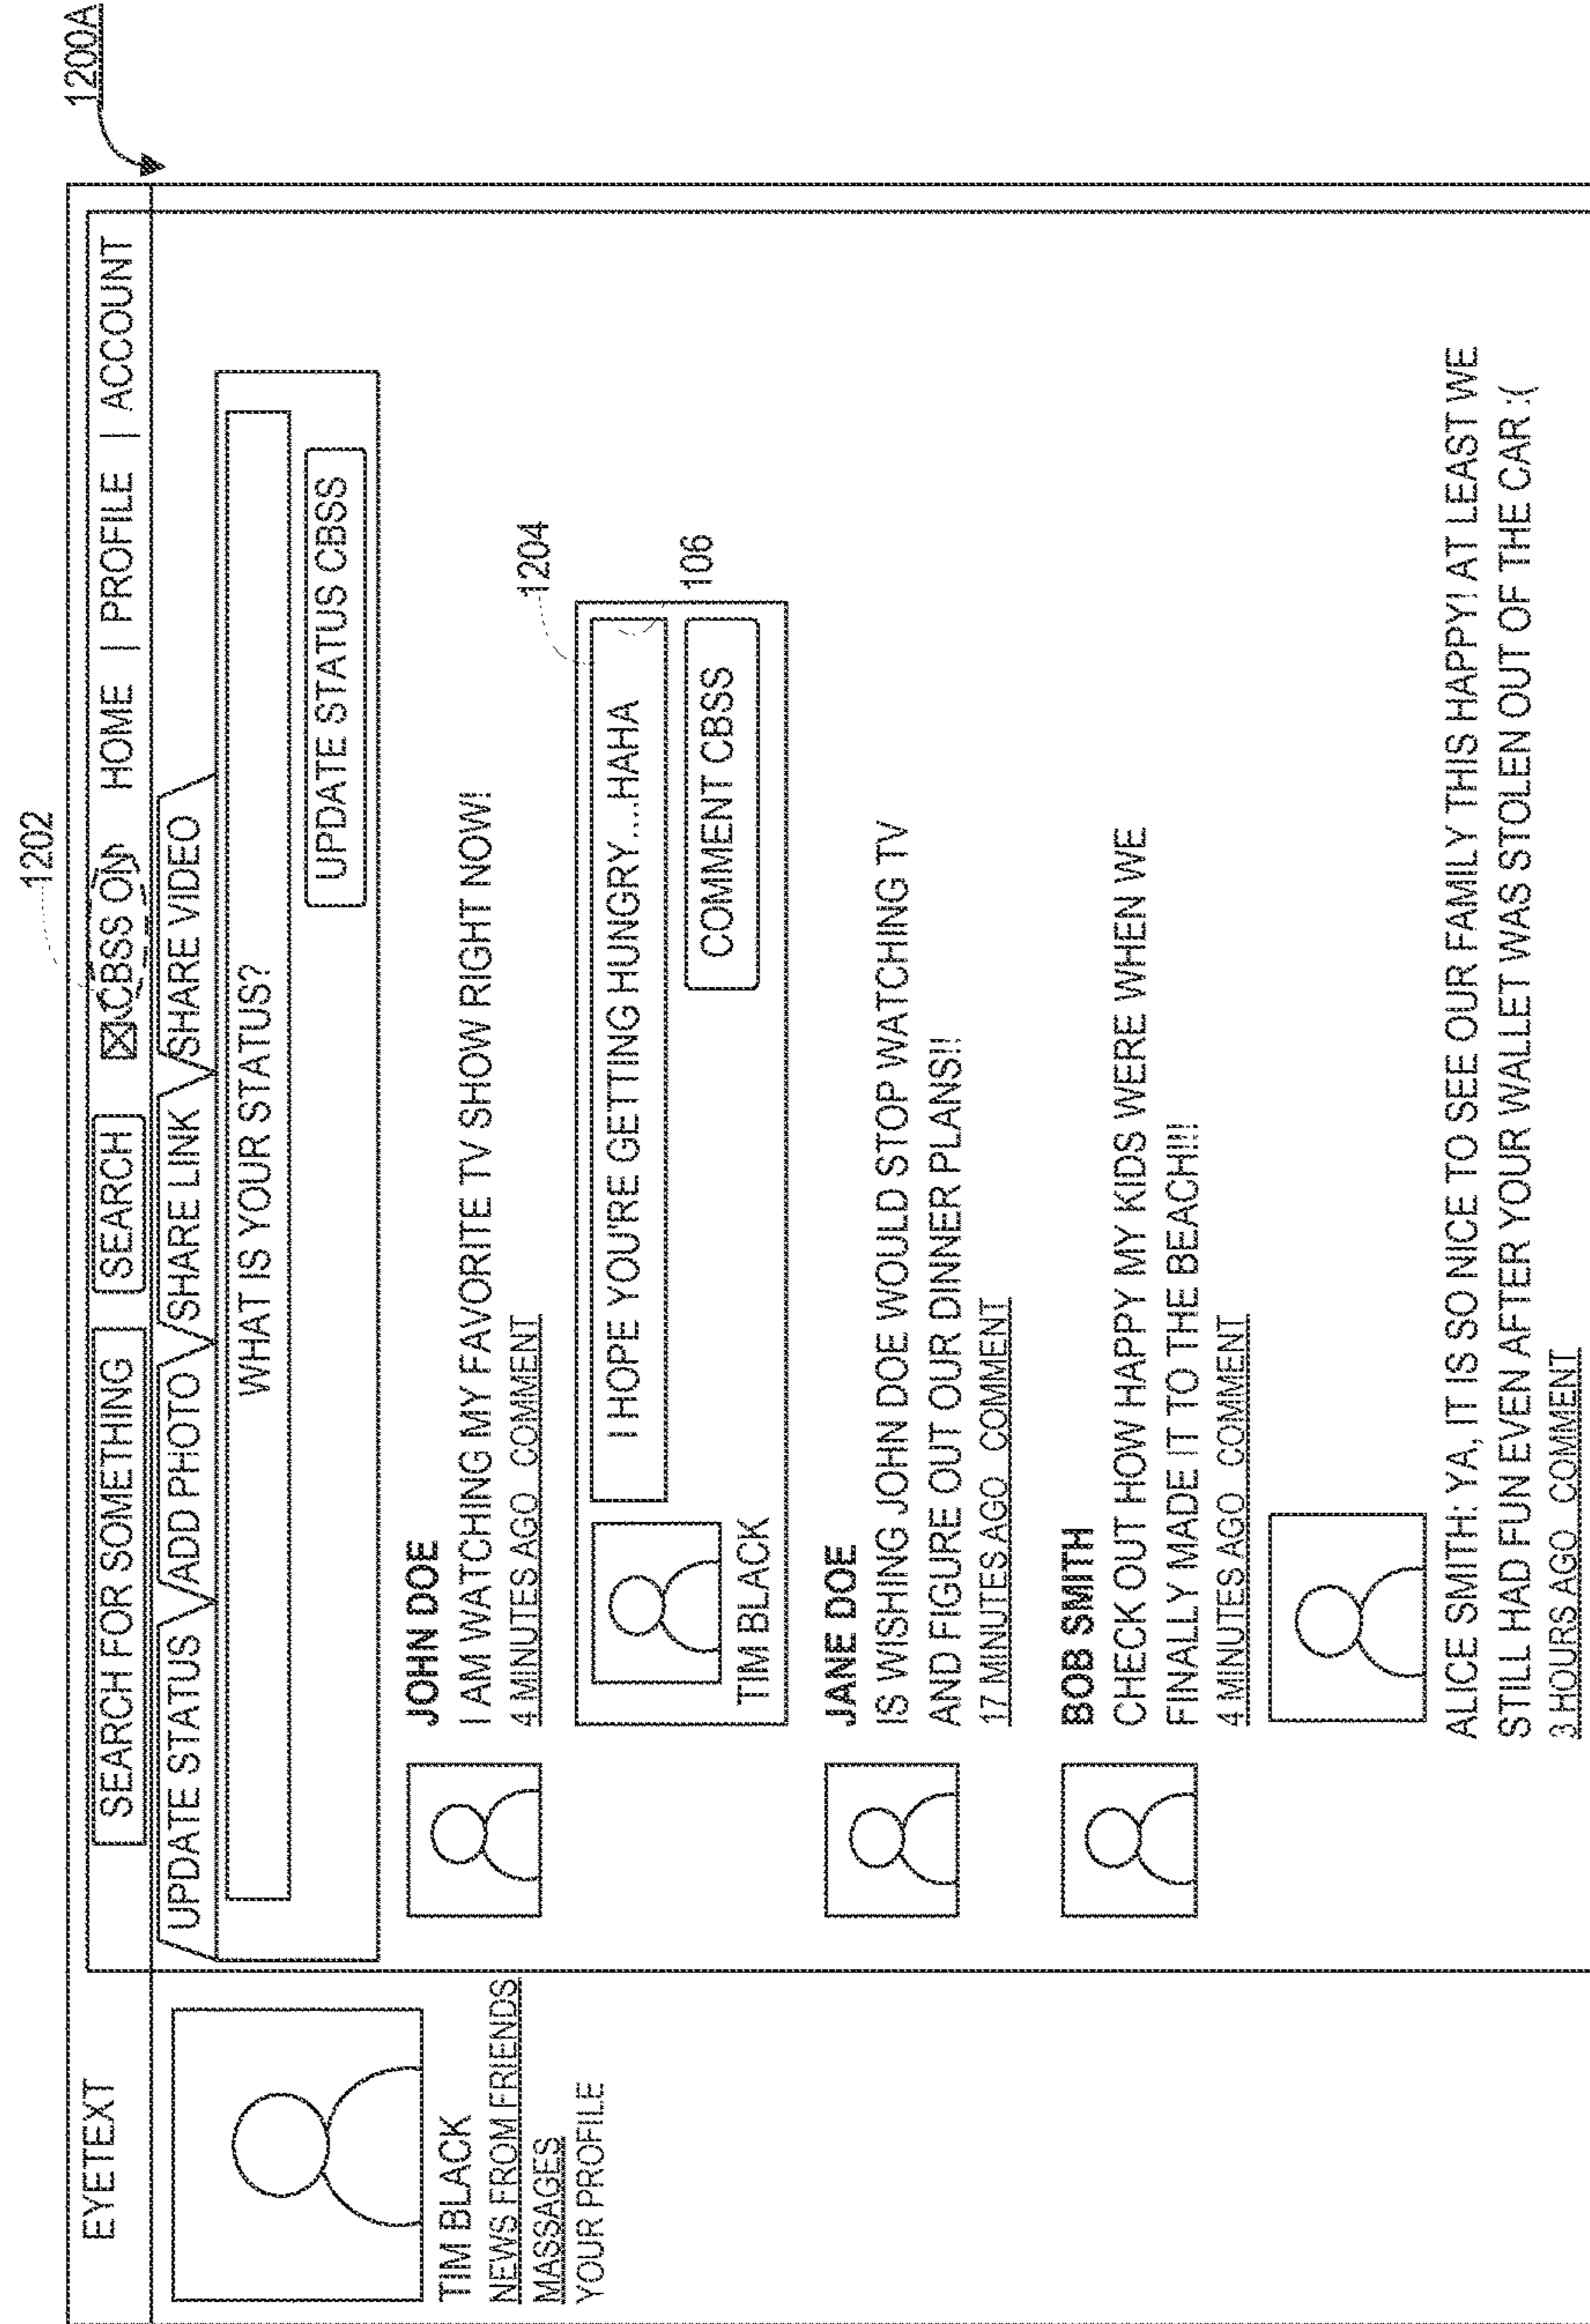 1200A
1202
EYETEXT
SEARCH FOR SOMETHING SEARCH CBSS ON HOME | PROFILE | ACCOUNT
UPDATE STATUS ADD PHOTO SHARE LINK SHARE VIDEO
WHAT IS YOUR STATUS?
UPDATE STATUS CBSS
TIM BLACK
NEWS FROM FRIENDS
MASSAGES
YOUR PROFILE
JOHN DOE
I AM WATCHING MY FAVORITE TV SHOW RIGHT NOW!
4 MINUTES AGO COMMENT
1204
I HOPE YOU'RE GETTING HUNGRY....HAHA
106
COMMENT CBSS
TIM BLACK
JANE DOE
IS WISHING JOHN DOE WOULD STOP WATCHING TV
AND FIGURE OUT OUR DINNER PLANS!!
17 MINUTES AGO COMMENT
BOB SMITH
CHECK OUT HOW HAPPY MY KIDS WERE WHEN WE
FINALLY MADE IT TO THE BEACH!!!
4 MINUTES AGO COMMENT
ALICE SMITH: YA, IT IS SO NICE TO SEE OUR FAMILY THIS HAPPY! AT LEAST WE
STILL HAD FUN EVEN AFTER YOUR WALLET WAS STOLEN OUT OF THE CAR :(
3 HOURS AGO COMMENT